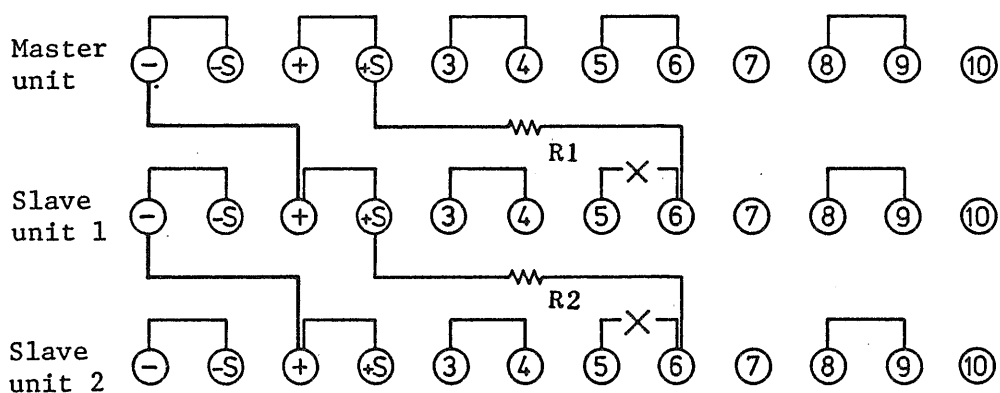 Master unit
- -S + +S 3 4 5 6 7 8 9 10
R1
Slave unit 1
- -S + +S 3 4 5 6 7 8 9 10
R2
Slave unit 2
- -S + +S 3 4 5 6 7 8 9 10